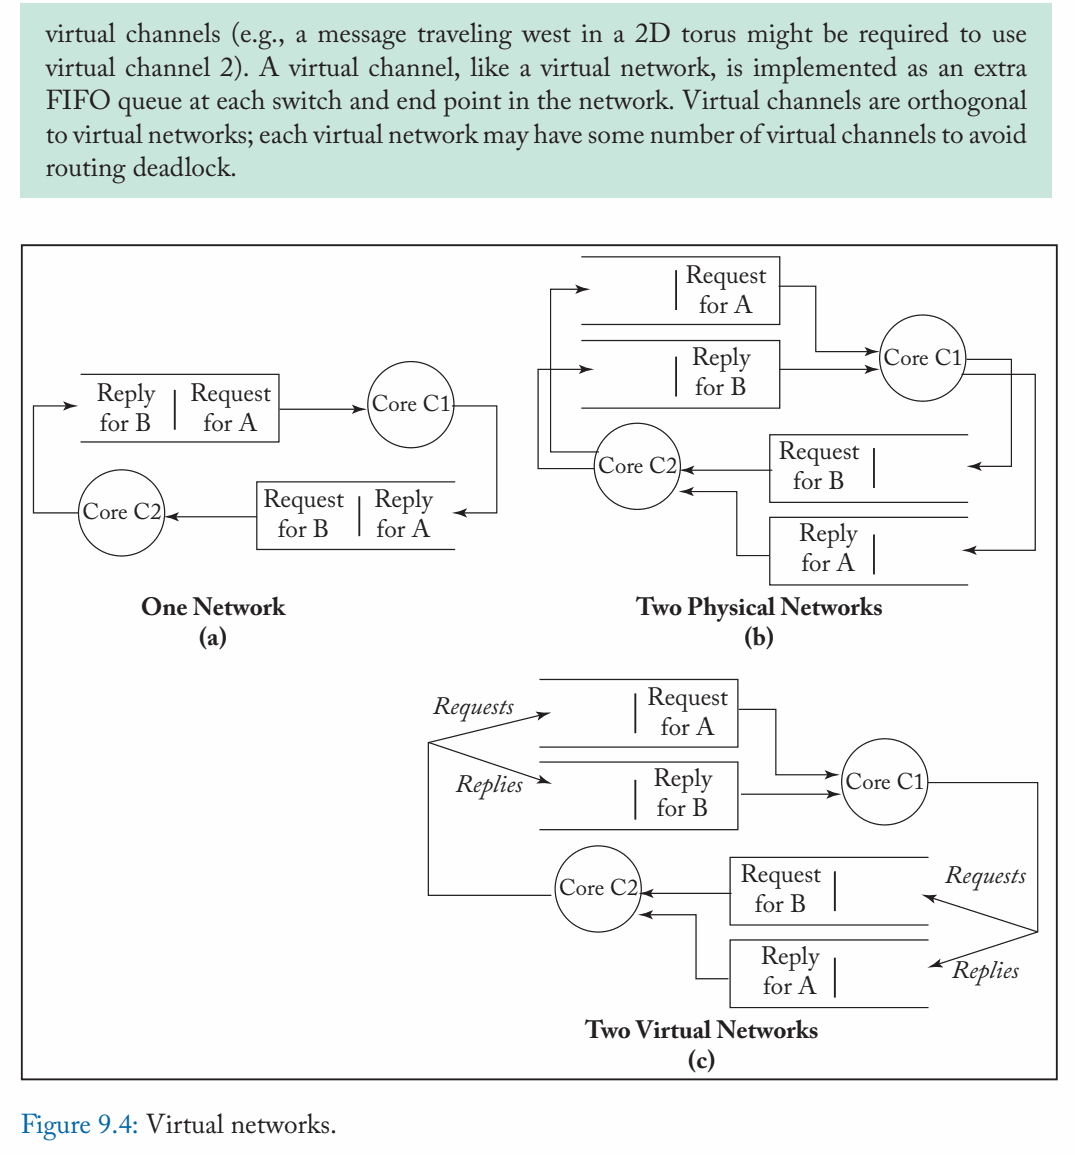 virtual channels (e.g., a message traveling west in a 2D torus might be required to use
virtual channel 2). A virtual channel, like a virtual network, is implemented as an extra
FIFO queue at each switch and end point in the network. Virtual channels are orthogonal
to virtual networks; each virtual network may have some number of virtual channels to avoid
routing deadlock.
Reply
for B
Request
for A
Core C1
Core C2
Request
for B
Reply
for A
One Network
(a)
Request
for A
Reply
for B
Core C1
Core C2
Request
for B
Reply
for A
Two Physical Networks
(b)
Requests
Replies
Request
for A
Reply
for B
Core C1
Core C2
Request
for B
Reply
for A
Requests
Replies
Two Virtual Networks
(c)
Figure 9.4: Virtual networks.